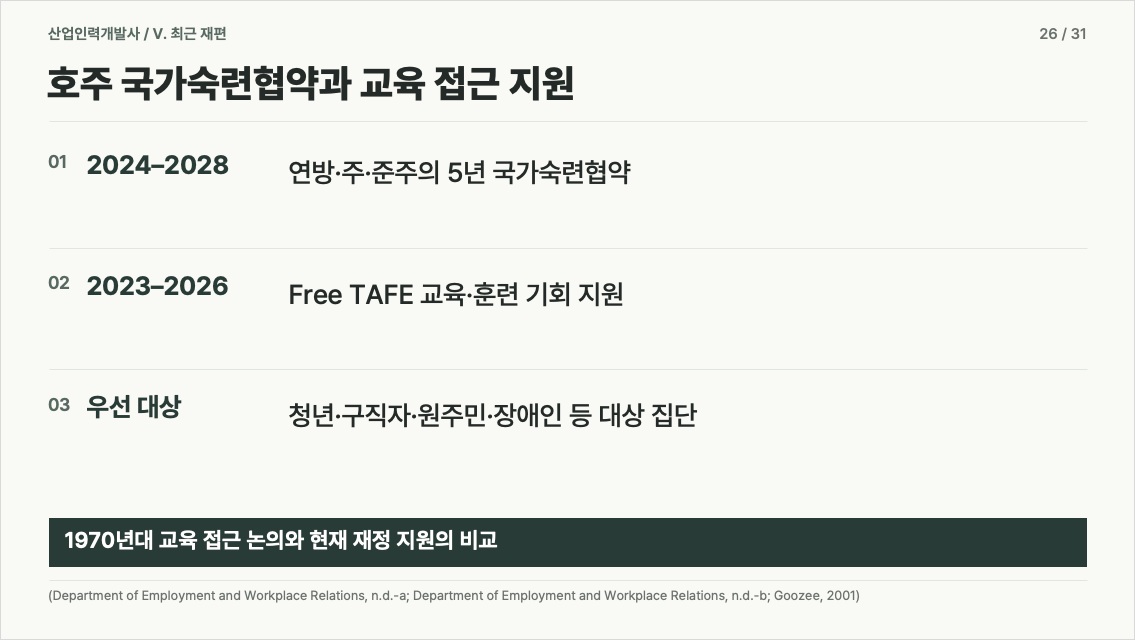 산업인력개발사 / V. 최근 재편
26 / 31
호주 국가숙련협약과 교육 접근 지원
01 2024–2028 연방·주·준주의 5년 국가숙련협약
02 2023–2026 Free TAFE 교육·훈련 기회 지원
03 우선 대상 청년·구직자·원주민·장애인 등 대상 집단
1970년대 교육 접근 논의와 현재 재정 지원의 비교
(Department of Employment and Workplace Relations, n.d.-a; Department of Employment and Workplace Relations, n.d.-b; Goozee, 2001)